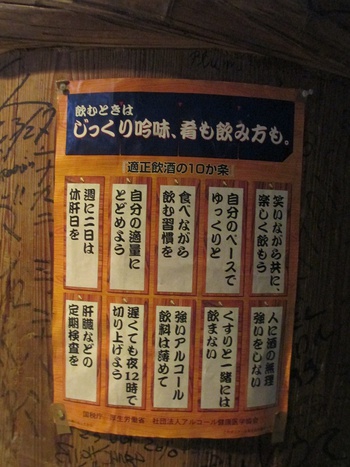 飲むときは
じっくり吟味、肴も飲み方も。
適正飲酒の10か条
笑いながら共に、
楽しく飲もう
自分のペースで
ゆっくりと
食べながら
飲む習慣を
自分の適量に
とどめよう
週に二日は
休肝日を
人に酒の無理
強いをしない
くすりと一緒には
飲まない
強いアルコール
飲料は薄めて
遅くても夜12時で
切り上げよう
肝臓などの
定期検査を
厚生労働省 社団法人アルコール健康医学協会